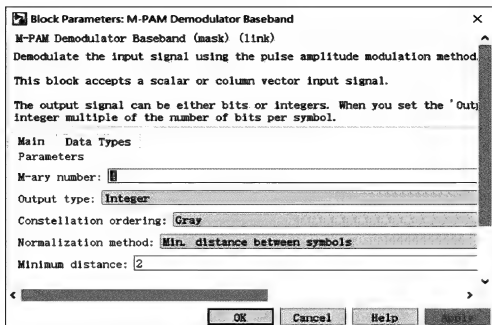 Block Parameters: M-PAM Demodulator Baseband
M-PAM Demodulator Baseband (mask) (link)
Demodulate the input signal using the pulse amplitude modulation method.
This block accepts a scalar or column vector input signal.
The output signal can be either bits or integers. When you set the 'Outp
integer multiple of the number of bits per symbol.
Main Data Types
Parameters
M-ary number:
Output type: Integer
Constellation ordering: Gray
Normalization method: Min. distance between symbols
Minimum distance: 2
OK Cancel Help Apply